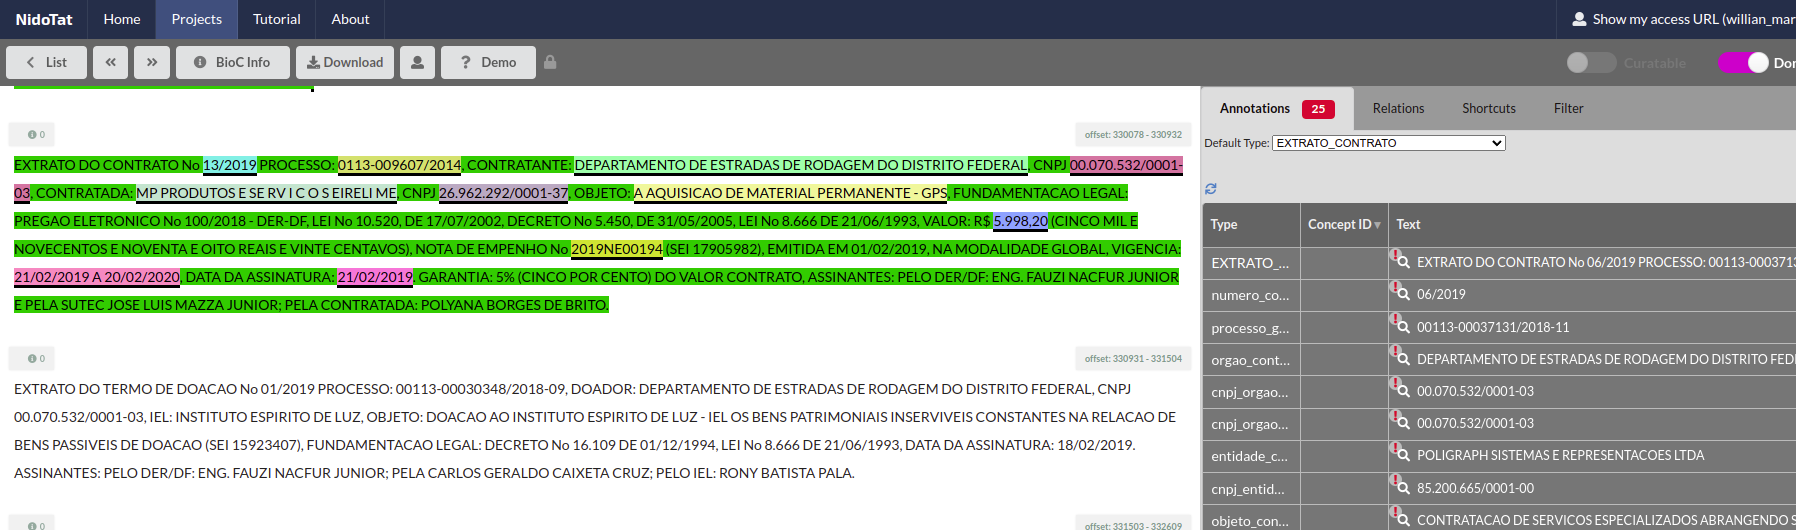 NidoTat Home Projects Tutorial About Show my access URL (willian_mar
List BioC Info Download ? Demo Curatable Don
0 offset: 330078 - 330932
EXTRATO DO CONTRATO No 13/2019 PROCESSO: 0113-009607/2014, CONTRATANTE: DEPARTAMENTO DE ESTRADAS DE RODAGEM DO DISTRITO FEDERAL, CNPJ 00.070.532/0001-
03, CONTRATADA: MP PRODUTOS E SE RV I C O S EIRELI ME, CNPJ 26.962.292/0001-37, OBJETO: A AQUISICAO DE MATERIAL PERMANENTE - GPS, FUNDAMENTACAO LEGAL:
PREGAO ELETRONICO No 100/2018 - DER-DF, LEI No 10.520, DE 17/07/2002, DECRETO No 5.450, DE 31/05/2005, LEI No 8.666 DE 21/06/1993, VALOR: R$ 5.998,20 (CINCO MIL E
NOVECENTOS E NOVENTA E OITO REAIS E VINTE CENTAVOS), NOTA DE EMPENHO No 2019NE00194 (SEI 17905982), EMITIDA EM 01/02/2019, NA MODALIDADE GLOBAL, VIGENCIA:
21/02/2019 A 20/02/2020, DATA DA ASSINATURA: 21/02/2019. GARANTIA: 5% (CINCO POR CENTO) DO VALOR CONTRATO, ASSINANTES: PELO DER/DF: ENG. FAUZI NACFUR JUNIOR
E PELA SUTEC JOSE LUIS MAZZA JUNIOR; PELA CONTRATADA: POLYANA BORGES DE BRITO.
0 offset: 330931 - 331504
EXTRATO DO TERMO DE DOACAO No 01/2019 PROCESSO: 00113-00030348/2018-09, DOADOR: DEPARTAMENTO DE ESTRADAS DE RODAGEM DO DISTRITO FEDERAL, CNPJ
00.070.532/0001-03, IEL: INSTITUTO ESPIRITO DE LUZ, OBJETO: DOACAO AO INSTITUTO ESPIRITO DE LUZ - IEL OS BENS PATRIMONIAIS INSERVIVEIS CONSTANTES NA RELACAO DE
BENS PASSIVEIS DE DOACAO (SEI 15923407), FUNDAMENTACAO LEGAL: DECRETO No 16.109 DE 01/12/1994, LEI No 8.666 DE 21/06/1993, DATA DA ASSINATURA: 18/02/2019.
ASSINANTES: PELO DER/DF: ENG. FAUZI NACFUR JUNIOR; PELA CARLOS GERALDO CAIXETA CRUZ; PELO IEL: RONY BATISTA PALA.
0 offset: 331503 - 332609
Annotations 25 Relations Shortcuts Filter
Default Type: EXTRATO_CONTRATO
Type Concept ID Text
EXTRATO_... EXTRATO DO CONTRATO No 06/2019 PROCESSO: 00113-0003713
numero_co... 06/2019
processo_g... 00113-00037131/2018-11
orgao_cont... DEPARTAMENTO DE ESTRADAS DE RODAGEM DO DISTRITO FED
cnpj_orgao... 00.070.532/0001-03
cnpj_orgao... 00.070.532/0001-03
entidade_c... POLIGRAPH SISTEMAS E REPRESENTACOES LTDA
cnpj_entid... 85.200.665/0001-00
objeto_con... CONTRATACAO DE SERVICOS ESPECIALIZADOS ABRANGENDO S